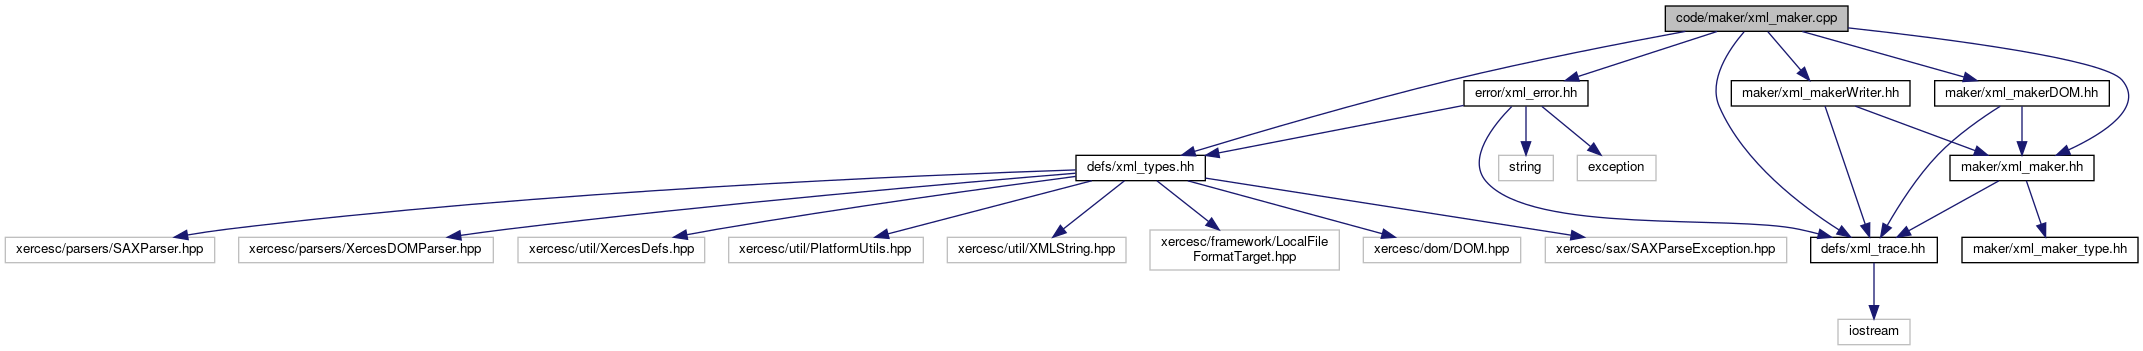 code/maker/xml_maker.cpp
error/xml_error.hh
maker/xml_makerWriter.hh
maker/xml_makerDOM.hh
defs/xml_types.hh
string
exception
maker/xml_maker.hh
xercesc/parsers/SAXParser.hpp
xercesc/parsers/XercesDOMParser.hpp
xercesc/util/XercesDefs.hpp
xercesc/util/PlatformUtils.hpp
xercesc/util/XMLString.hpp
xercesc/framework/LocalFile
FormatTarget.hpp
xercesc/dom/DOM.hpp
xercesc/sax/SAXParseException.hpp
defs/xml_trace.hh
maker/xml_maker_type.hh
iostream